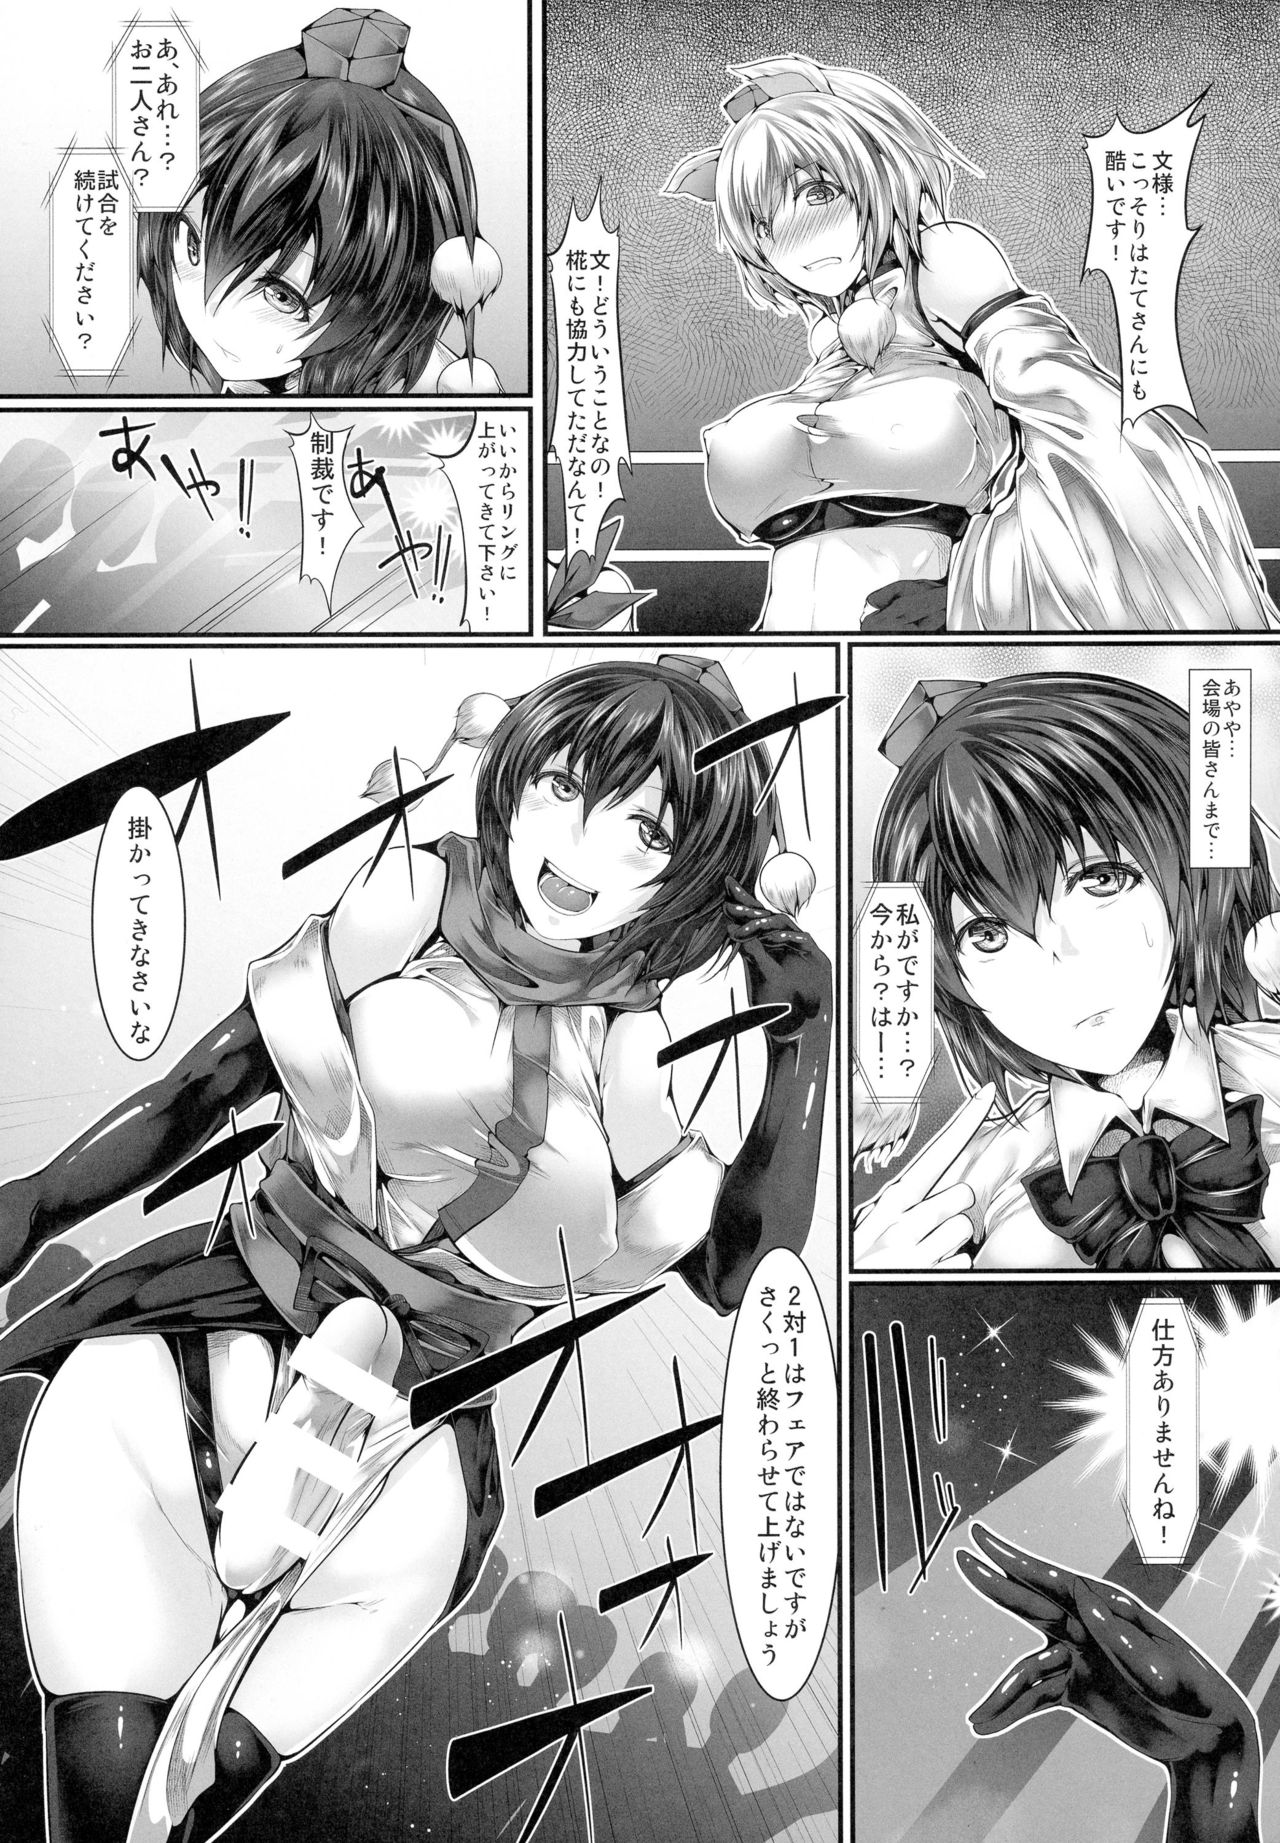 文様…
こっそりはたてさんにも
酷いです！
文！どういうことなの！
椛にも協力してただなんて！
あ、あれ…？
お二人さん？
試合を
続けてください？
いいからリングに
上がってきて下さい！
制裁です！
あやや!!
あやや!!
あやや…
会場の皆さんまで…
私がですか…？
今から？はー…
仕方ありませんね！
掛かってきなさいな
2対1はフェアではないですが
さくっと終わらせて上げましょう